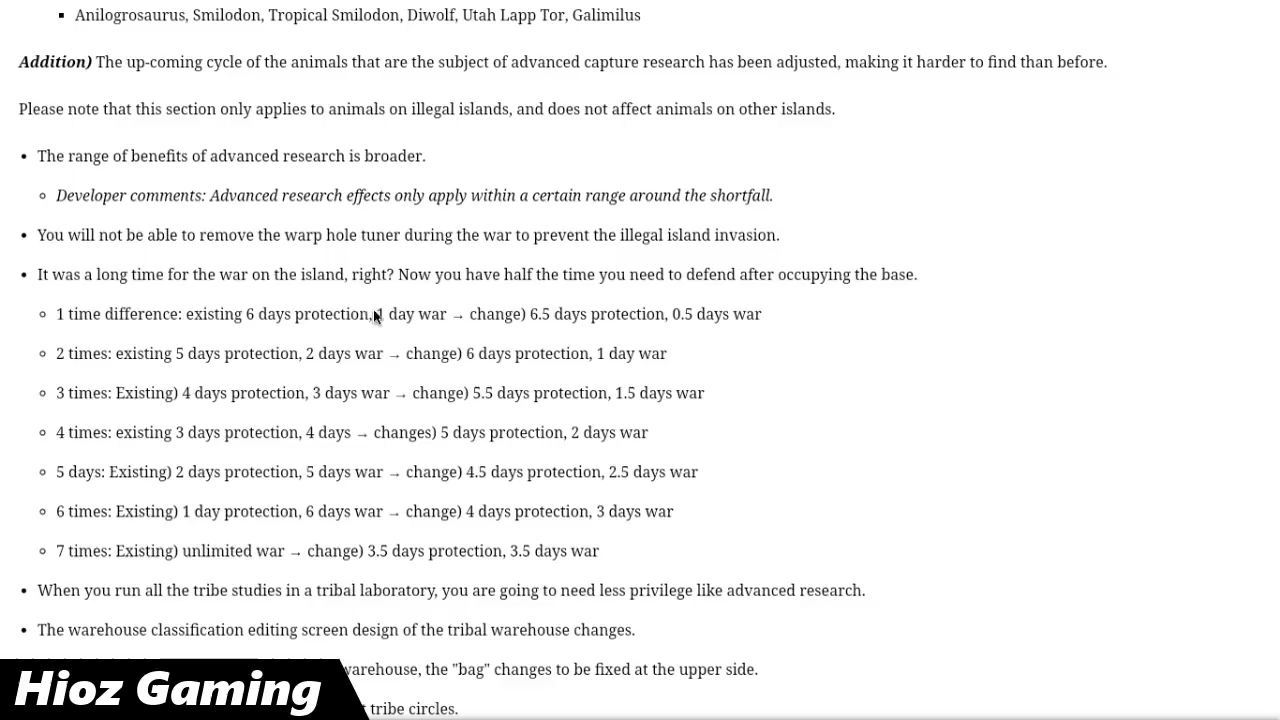 Anilogrosaurus, Smilodon, Tropical Smilodon, Diwolf, Utah Lapp Tor, Galimilus
Addition) The up-coming cycle of the animals that are the subject of advanced capture research has been adjusted, making it harder to find than before.
Please note that this section only applies to animals on illegal islands, and does not affect animals on other islands.
The range of benefits of advanced research is broader.
Developer comments: Advanced research effects only apply within a certain range around the shortfall.
You will not be able to remove the warp hole tuner during the war to prevent the illegal island invasion.
It was a long time for the war on the island, right? Now you have half the time you need to defend after occupying the base.
1 time difference: existing 6 days protection, 1 day war → change) 6.5 days protection, 0.5 days war
2 times: existing 5 days protection, 2 days war → change) 6 days protection, 1 day war
3 times: Existing) 4 days protection, 3 days war → change) 5.5 days protection, 1.5 days war
4 times: existing 3 days protection, 4 days → changes) 5 days protection, 2 days war
5 days: Existing) 2 days protection, 5 days war → change) 4.5 days protection, 2.5 days war
6 times: Existing) 1 day protection, 6 days war → change) 4 days protection, 3 days war
7 times: Existing) unlimited war → change) 3.5 days protection, 3.5 days war
When you run all the tribe studies in a tribal laboratory, you are going to need less privilege like advanced research.
The warehouse classification editing screen design of the tribal warehouse changes.
warehouse, the "bag" changes to be fixed at the upper side.
tribe circles.
Hioz Gaming